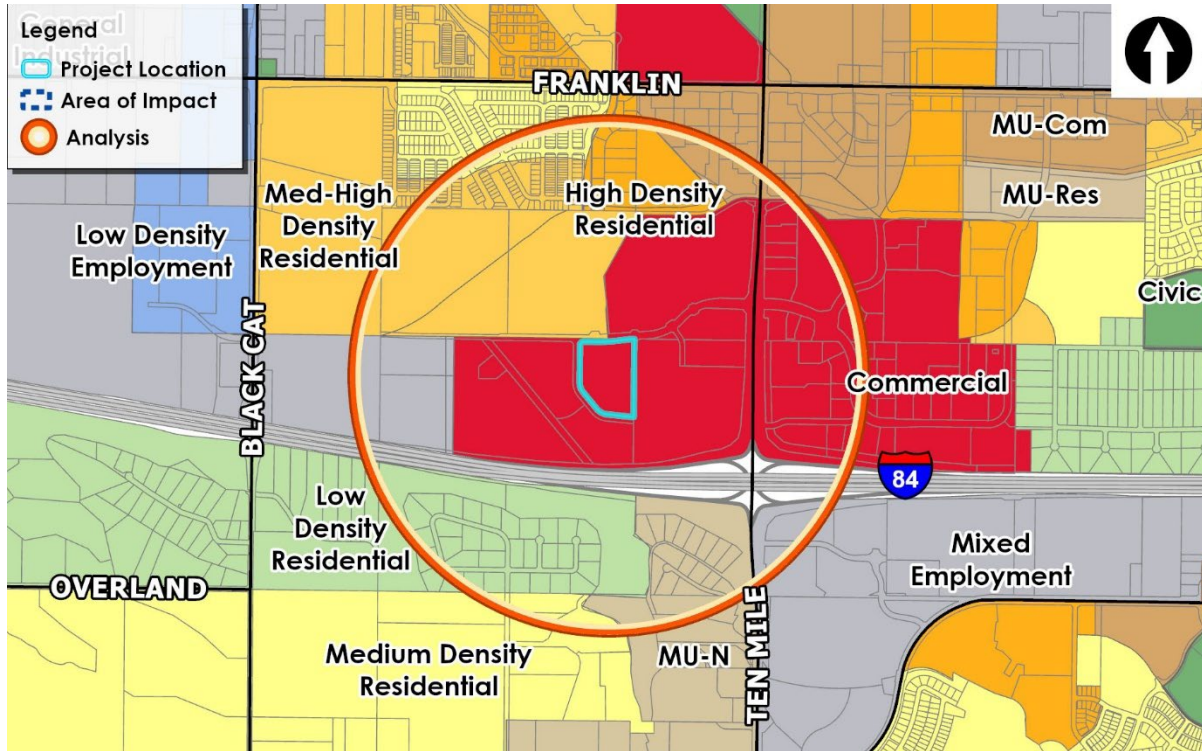 General
Industrial
Legend
Project Location
Area of Impact
Analysis
FRANKLIN
MU-Com
MU-Res
Med-High
Density
Residential
High Density
Residential
Low Density
Employment
Civic
BLACK-CAT
Commercial
84
Low
Density
Residential
Mixed
Employment
OVERLAND
TEN MILE
Medium Density
Residential
MU-N